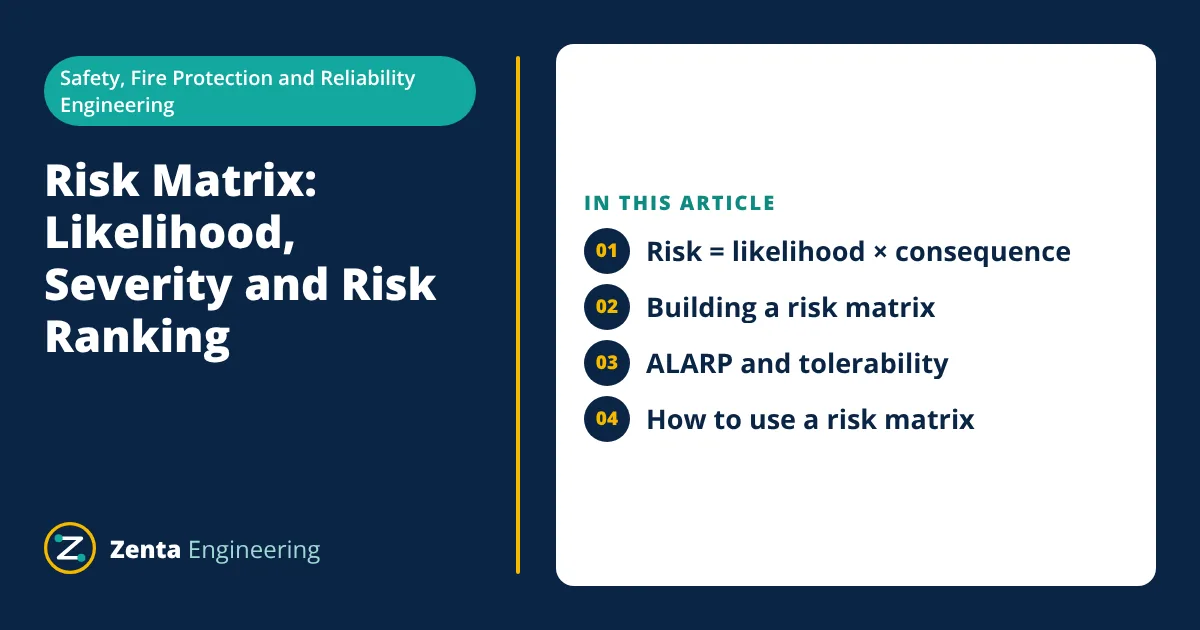 Safety, Fire Protection and Reliability
Engineering
Risk Matrix:
Likelihood,
Severity and Risk
Ranking
Zenta Engineering
IN THIS ARTICLE
01 Risk = likelihood × consequence
02 Building a risk matrix
03 ALARP and tolerability
04 How to use a risk matrix